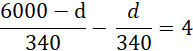 (6000 − d)/340 − d/340 = 4